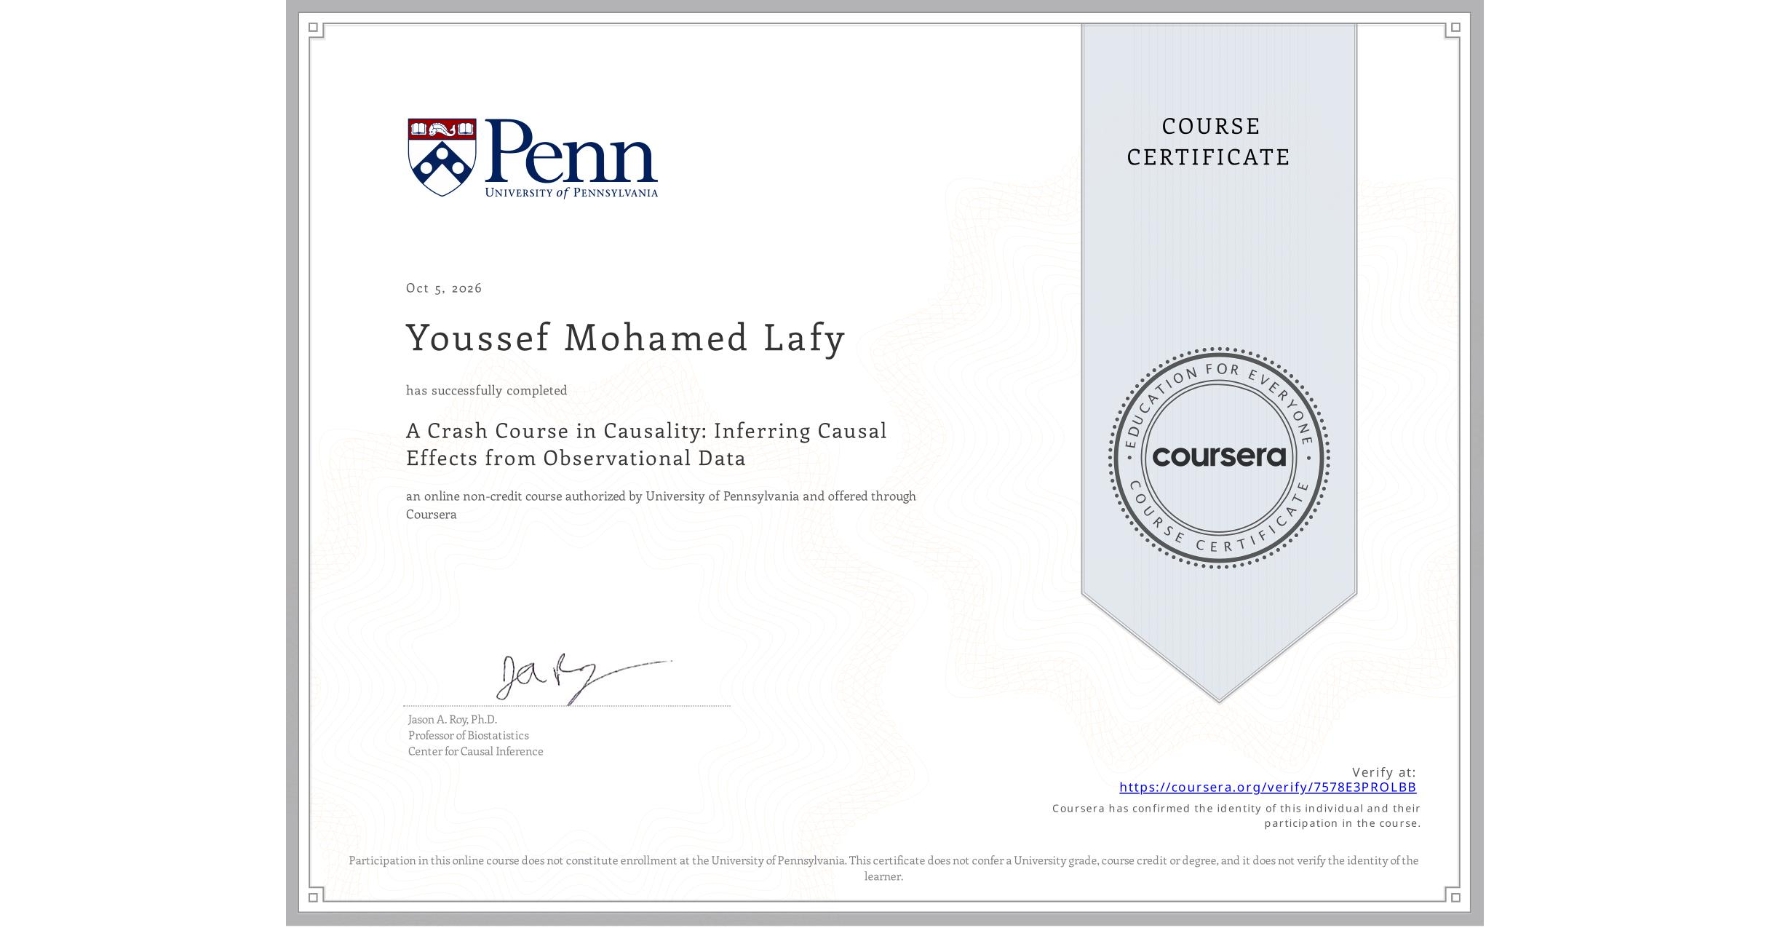 Penn
UNIVERSITY of PENNSYLVANIA
COURSE
CERTIFICATE
Oct 5, 2026
Youssef Mohamed Lafy
has successfully completed
A Crash Course in Causality: Inferring Causal
Effects from Observational Data
an online non-credit course authorized by University of Pennsylvania and offered through
Coursera
EDUCATION FOR EVERYONE
coursera
COURSE CERTIFICATE
Jason A. Roy, Ph.D.
Professor of Biostatistics
Center for Causal Inference
Verify at:
https://coursera.org/verify/7578E3PROLBB
Coursera has confirmed the identity of this individual and their
participation in the course.
Participation in this online course does not constitute enrollment at the University of Pennsylvania. This certificate does not confer a University grade, course credit or degree, and it does not verify the identity of the
learner.